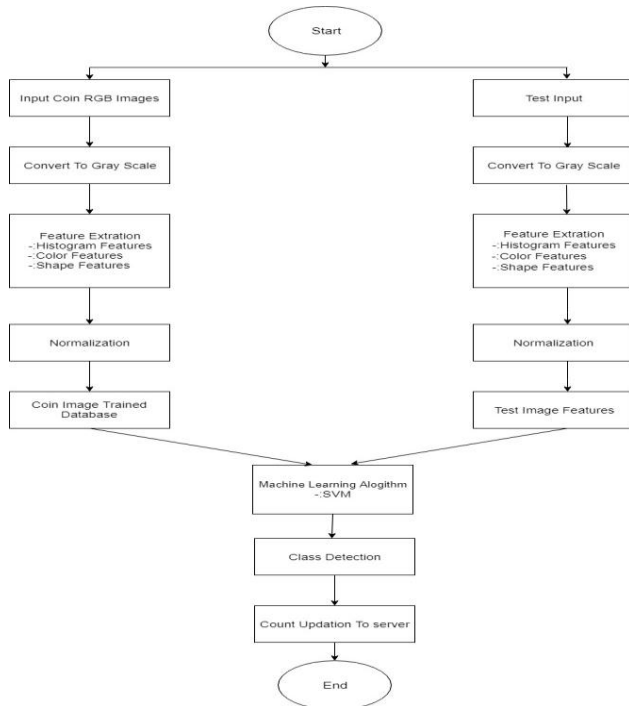 Start
Input Coin RGB Images
Convert To Gray Scale
Feature Extration
-:Histogram Features
-:Color Features
-:Shape Features
Normalization
Coin Image Trained
Database
Test Input
Convert To Gray Scale
Feature Extration
-:Histogram Features
-:Color Features
-:Shape Features
Normalization
Test Image Features
Machine Learning Alogithm
-:SVM
Class Detection
Count Updation To server
End